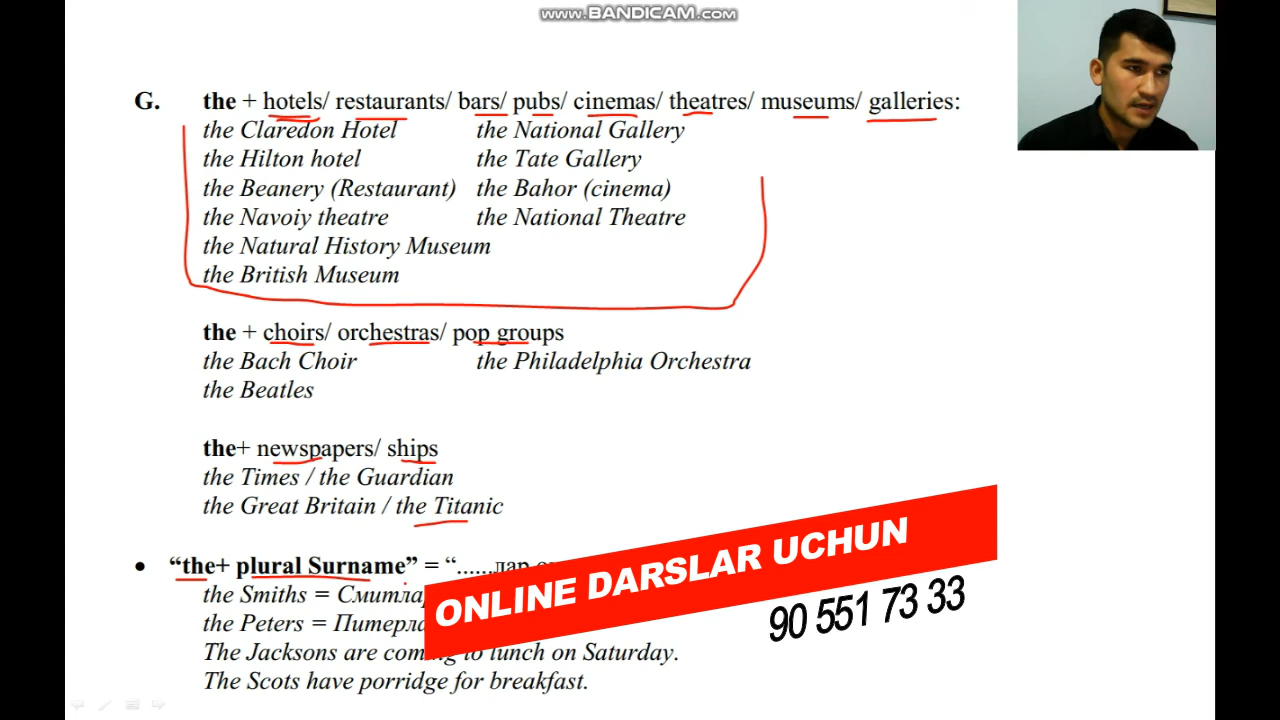 www.BANDICAM.com
G. the + hotels/ restaurants/ bars/ pubs/ cinemas/ theatres/ museums/ galleries:
the Claredon Hotel the National Gallery
the Hilton hotel the Tate Gallery
the Beanery (Restaurant) the Bahor (cinema)
the Navoiy theatre the National Theatre
the Natural History Museum
the British Museum
the + choirs/ orchestras/ pop groups
the Bach Choir the Philadelphia Orchestra
the Beatles
the+ newspapers/ ships
the Times / the Guardian
the Great Britain / the Titanic
• “the+ plural Surname” = “......лар
the Smiths =
the Peters =
The Jacksons are coming to lunch on Saturday.
The Scots have porridge for breakfast.
ONLINE DARSLAR UCHUN
90 551 73 33